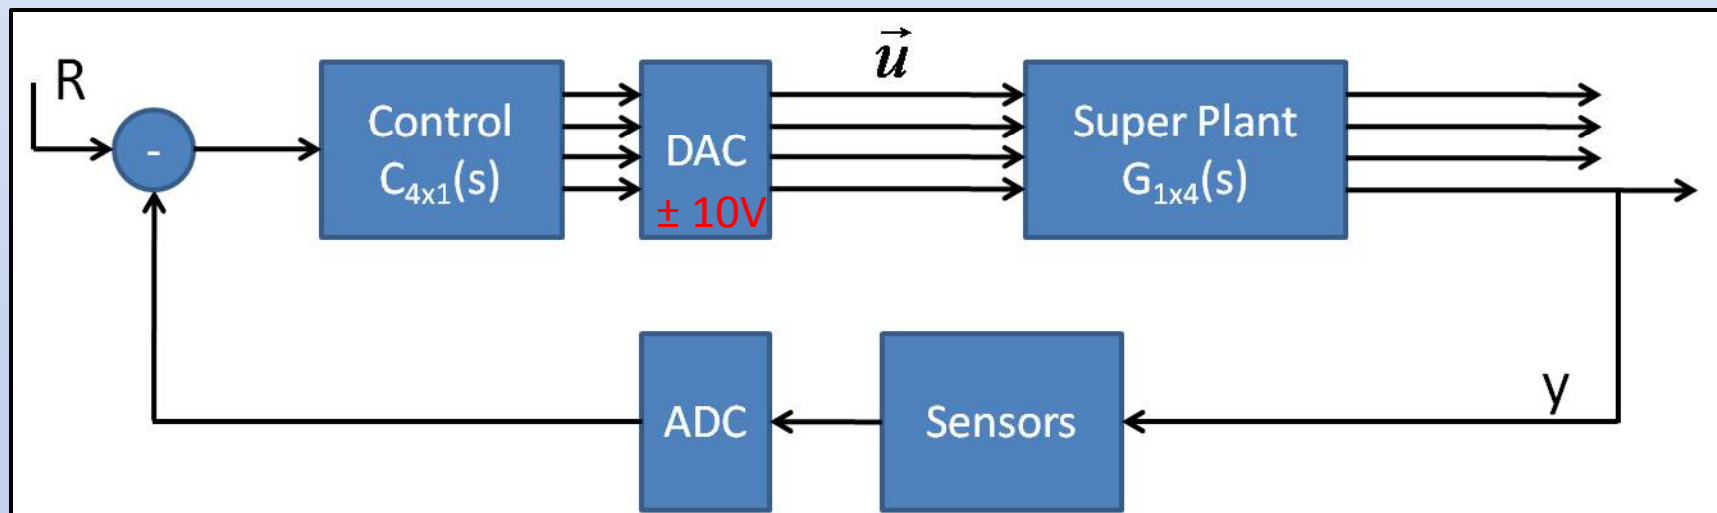 R
-
Control
C4x1(s)
DAC
± 10V
u⃗
Super Plant
G1x4(s)
ADC
Sensors
y